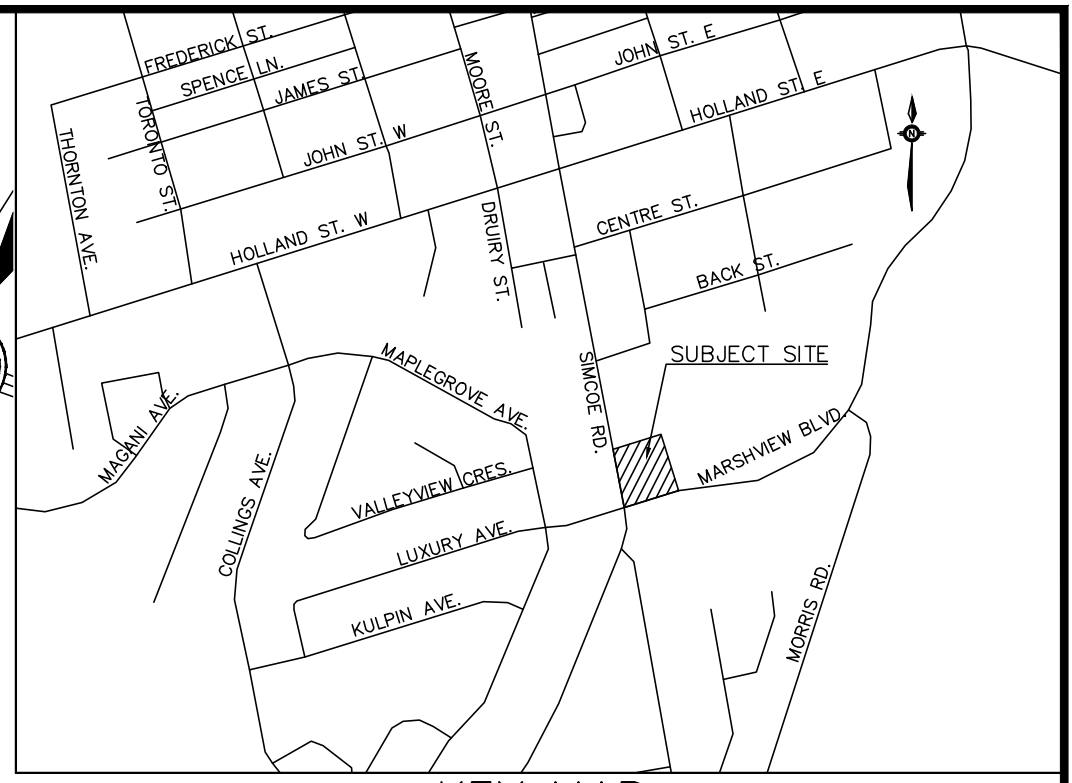 FREDERICK ST.
SPENCE LN.
JAMES ST.
JOHN ST. E
MOORE ST.
TORONTO ST.
HOLLAND ST. E
THORNTON AVE.
JOHN ST. W
N
HOLLAND ST. W
DRUIRY ST.
CENTRE ST.
BACK ST.
SUBJECT SITE
MAPLEGROVE AVE.
SIMCOE RD.
MAGANI AVE.
MARSHVIEW BLVD.
COLLINGS AVE.
VALLEYVIEW CRES.
LUXURY AVE.
KULPIN AVE.
MORRIS RD.